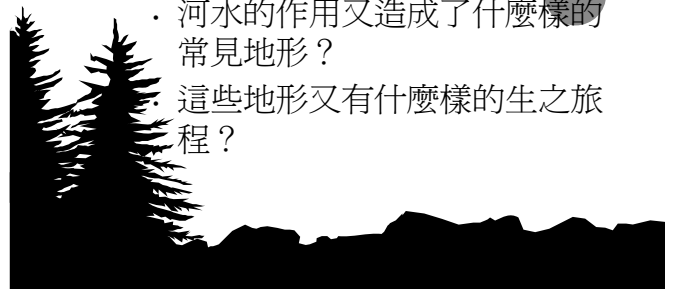 · 河水的作用又造成了什麼樣的
常見地形？
· 這些地形又有什麼樣的生之旅
程？